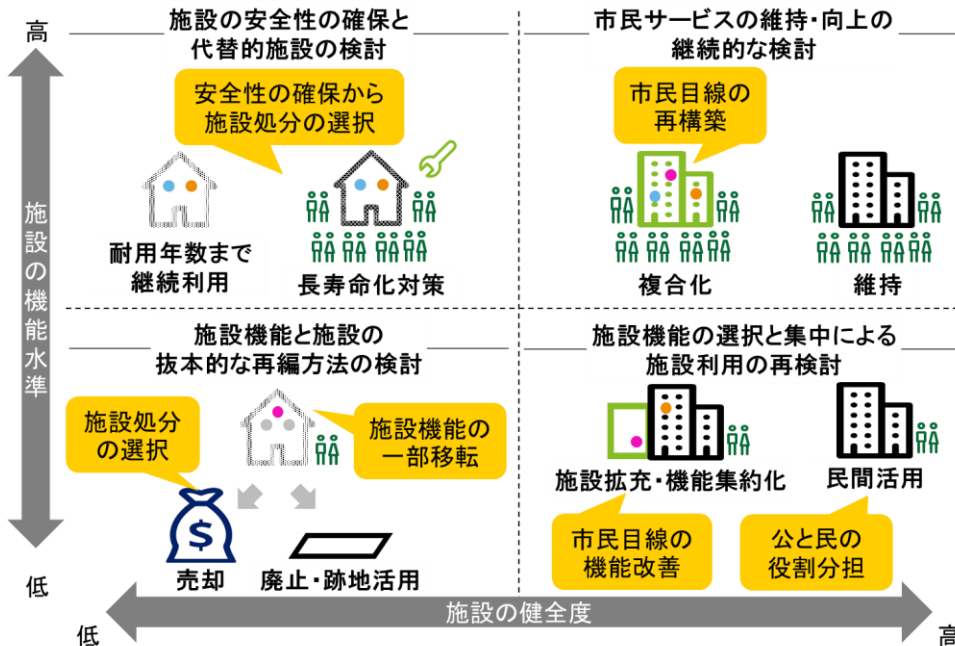 高
施設の安全性の確保と
代替的施設の検討
安全性の確保から
施設処分の選択
耐用年数まで
継続利用
長寿命化対策
市民サービスの維持・向上の
継続的な検討
市民目線の
再構築
複合化
維持
施設の機能水準
施設機能と施設の
抜本的な再編方法の検討
施設処分
の選択
施設機能の
一部移転
$
売却
廃止・跡地活用
施設機能の選択と集中による
施設利用の再検討
施設拡充・機能集約化
民間活用
市民目線の
機能改善
公と民の
役割分担
低
施設の健全度
低
高